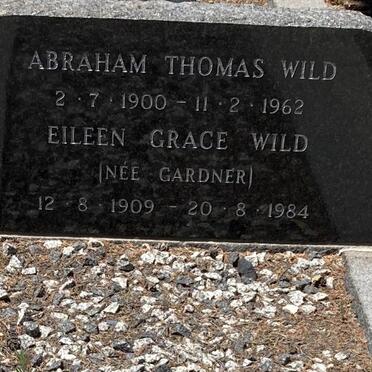 ABRAHAM THOMAS WILD
2·7·1900 – 11·2·1962
EILEEN GRACE WILD
(NÉE GARDNER)
12·8·1909 – 20·8·1984